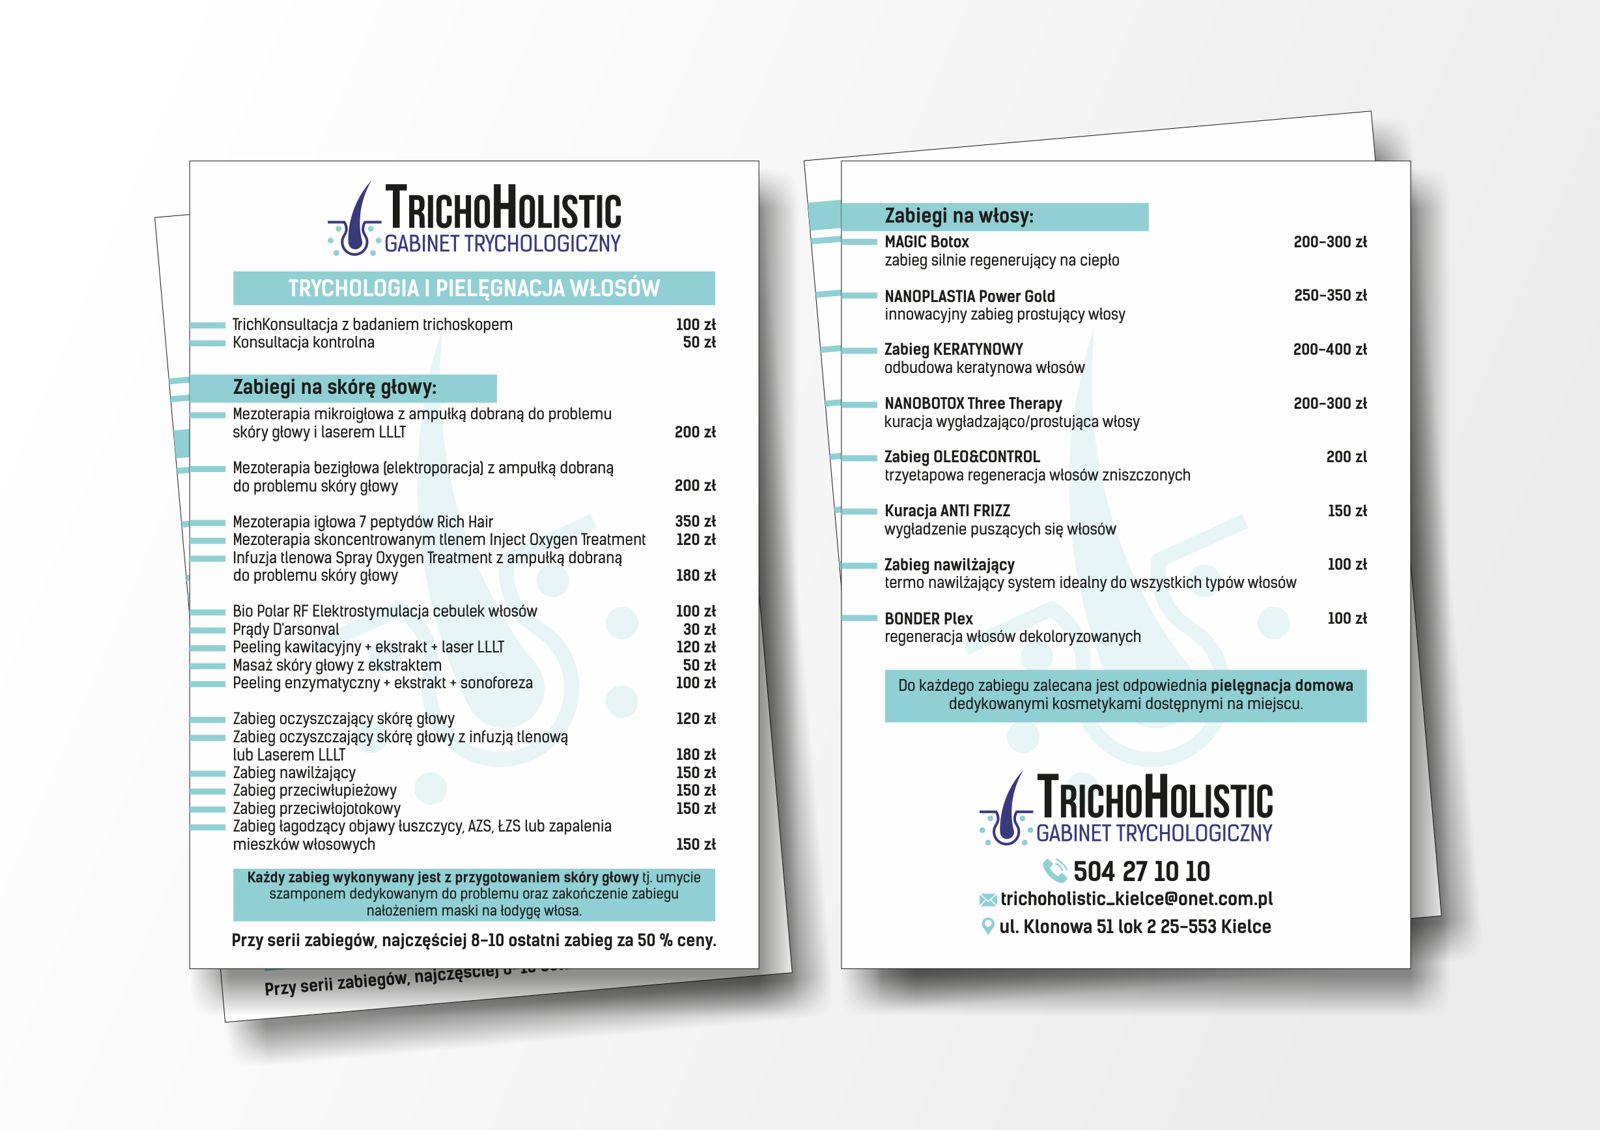 TRICHOHOLISTIC
GABINET TRYCHOLOGICZNY
TRYCHOLOGIA I PIELĘGNACJA WŁOSÓW
TrichKonsultacja z badaniem trichoskopem 100 zł
Konsultacja kontrolna 50 zł
Zabiegi na skórę głowy:
Mezoterapia mikroigłowa z ampułką dobraną do problemu
skóry głowy i laserem LLLT 200 zł
Mezoterapia bezigłowa (elektroporacja) z ampułką dobraną
do problemu skóry głowy 200 zł
Mezoterapia igłowa 7 peptydów Rich Hair 350 zł
Mezoterapia skoncentrowanym tlenem Inject Oxygen Treatment 120 zł
Infuzja tlenowa Spray Oxygen Treatment z ampułką dobraną
do problemu skóry głowy 180 zł
Bio Polar RF Elektrostymulacja cebulek włosów 100 zł
Prądy D'arsonval 30 zł
Peeling kawitacyjny + ekstrakt + laser LLLT 120 zł
Masaż skóry głowy z ekstraktem 50 zł
Peeling enzymatyczny + ekstrakt + sonoforeza 100 zł
Zabieg oczyszczający skórę głowy 120 zł
Zabieg oczyszczający skórę głowy z infuzją tlenową
lub Laserem LLLT 180 zł
Zabieg nawilżający 150 zł
Zabieg przeciwłupieżowy 150 zł
Zabieg przeciwłojotokowy 150 zł
Zabieg łagodzący objawy łuszczycy, AZS, ŁZS lub zapalenia
mieszków włosowych 150 zł
Każdy zabieg wykonywany jest z przygotowaniem skóry głowy tj. umycie
szamponem dedykowanym do problemu oraz zakończenie zabiegu
nałożeniem maski na łodygę włosa.
Przy serii zabiegów, najczęściej 8-10 ostatni zabieg za 50 % ceny.
Przy serii zabiegów, najczęściej 8-10
Zabiegi na włosy:
MAGIC Botox 200-300 zł
zabieg silnie regenerujący na ciepło
NANOPLASTIA Power Gold 250-350 zł
innowacyjny zabieg prostujący włosy
Zabieg KERATYNOWY 200-400 zł
odbudowa keratynowa włosów
NANOBOTOX Three Therapy 200-300 zł
kuracja wygładzająco/prostująca włosy
Zabieg OLEO&CONTROL 200 zl
trzyetapowa regeneracja włosów zniszczonych
Kuracja ANTI FRIZZ 150 zł
wygładzenie puszących się włosów
Zabieg nawilżający 100 zł
termo nawilżający system idealny do wszystkich typów włosów
BONDER Plex 100 zł
regeneracja włosów dekoloryzowanych
Do każdego zabiegu zalecana jest odpowiednia pielęgnacja domowa
dedykowanymi kosmetykami dostępnymi na miejscu.
TRICHOHOLISTIC
GABINET TRYCHOLOGICZNY
504 27 10 10
trichoholistic_kielce@onet.com.pl
ul. Klonowa 51 lok 2 25-553 Kielce